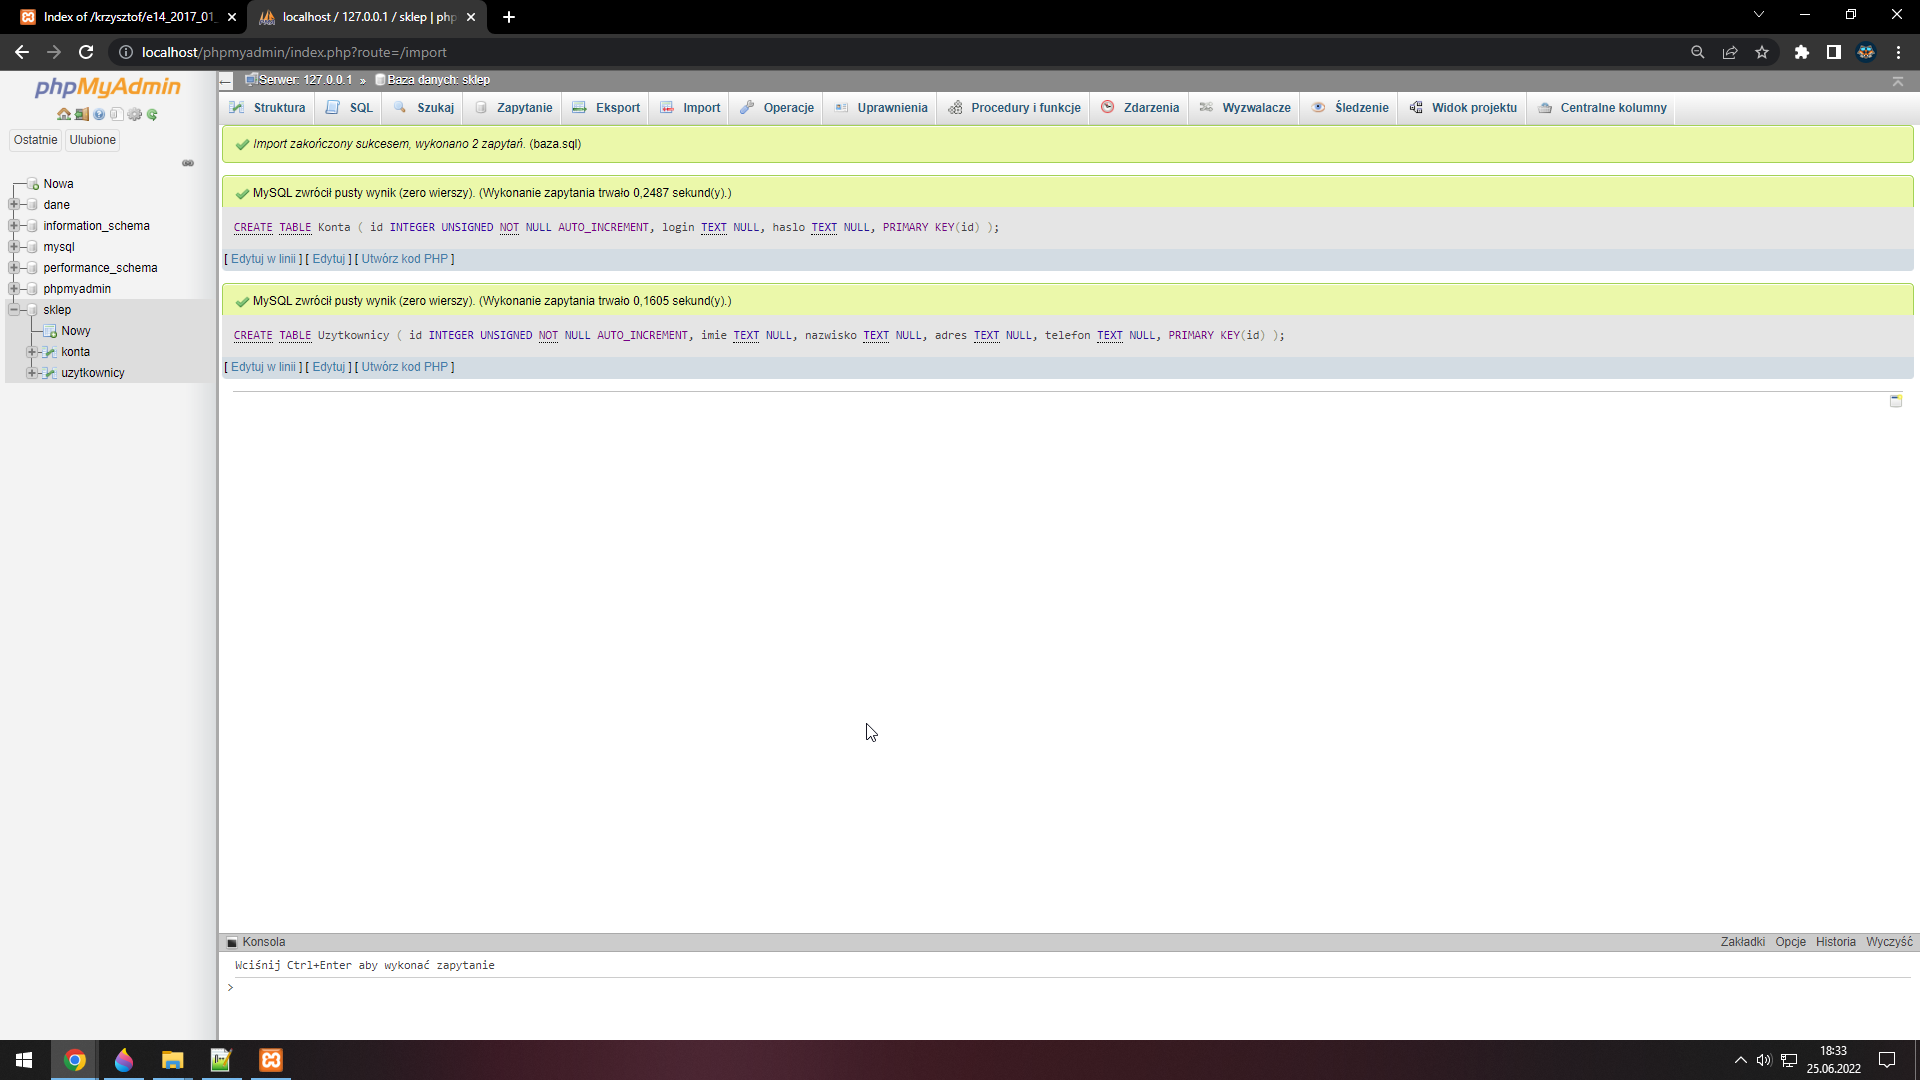 Index of /krzysztof/e14_2017_01_
localhost / 127.0.0.1 / sklep | php
localhost/phpmyadmin/index.php?route=/import
phpMyAdmin
Serwer: 127.0.0.1 » Baza danych: sklep
Struktura SQL Szukaj Zapytanie Eksport Import Operacje Uprawnienia Procedury i funkcje Zdarzenia Wyzwalacze Śledzenie Widok projektu Centralne kolumny
Ostatnie Ulubione
Nowa
dane
information_schema
mysql
performance_schema
phpmyadmin
sklep
Nowy
konta
uzytkownicy
Import zakończony sukcesem, wykonano 2 zapytań. (baza.sql)
MySQL zwrócił pusty wynik (zero wierszy). (Wykonanie zapytania trwało 0,2487 sekund(y).)
CREATE TABLE Konta ( id INTEGER UNSIGNED NOT NULL AUTO_INCREMENT, login TEXT NULL, haslo TEXT NULL, PRIMARY KEY(id) );
[ Edytuj w linii ] [ Edytuj ] [ Utwórz kod PHP ]
MySQL zwrócił pusty wynik (zero wierszy). (Wykonanie zapytania trwało 0,1605 sekund(y).)
CREATE TABLE Uzytkownicy ( id INTEGER UNSIGNED NOT NULL AUTO_INCREMENT, imie TEXT NULL, nazwisko TEXT NULL, adres TEXT NULL, telefon TEXT NULL, PRIMARY KEY(id) );
[ Edytuj w linii ] [ Edytuj ] [ Utwórz kod PHP ]
Konsola
Zakładki Opcje Historia Wyczyść
Wciśnij Ctrl+Enter aby wykonać zapytanie
>
18:33
25.06.2022